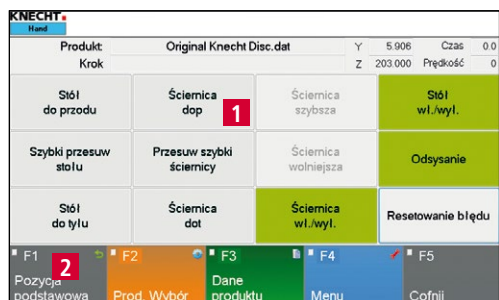 KNECHT
Hand
Produkt: Original Knecht Disc.dat Y 5.906 Czas 0.0
Krok Z 203.000 Prędkość 0
Stół do przodu
Ściernica dop
1
Ściernica szybsza
Stół wł./wył.
Szybki przesuw stołu
Przesuw szybki ściernicy
Ściernica wolniejsza
Odsysanie
Stół do tyłu
Ściernica dot
Ściernica wł./wył.
Resetowanie błędu
F1 F2 F3 F4 F5
2
Pozycja podstawowa
Prod. Wybór
Dane produktu
Menu
Cofnij